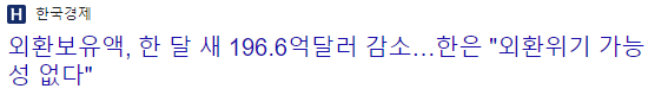 H 한국경제
외환보유액, 한 달 새 196.6억달러 감소...한은 "외환위기 가능
성 없다"